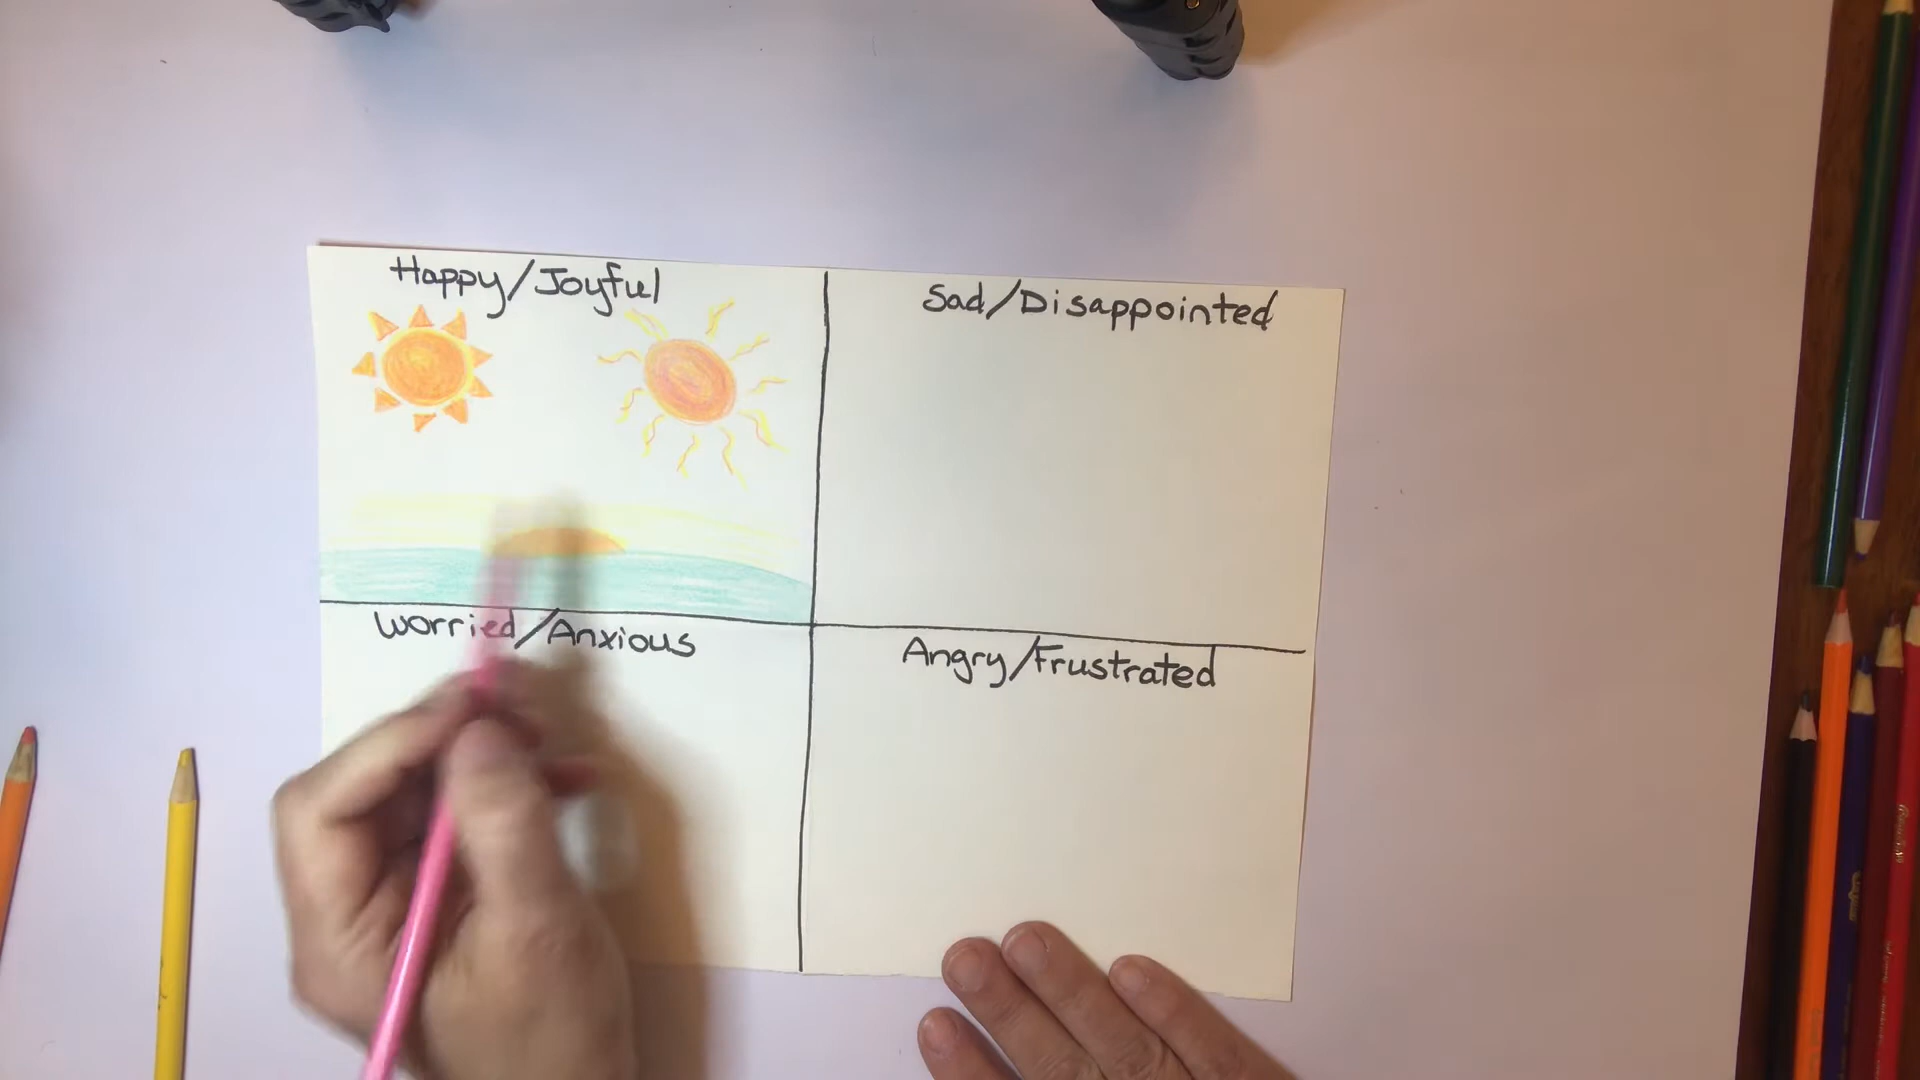 Happy/Joyful
Sad/Disappointed
Worried/Anxious
Angry/Frustrated